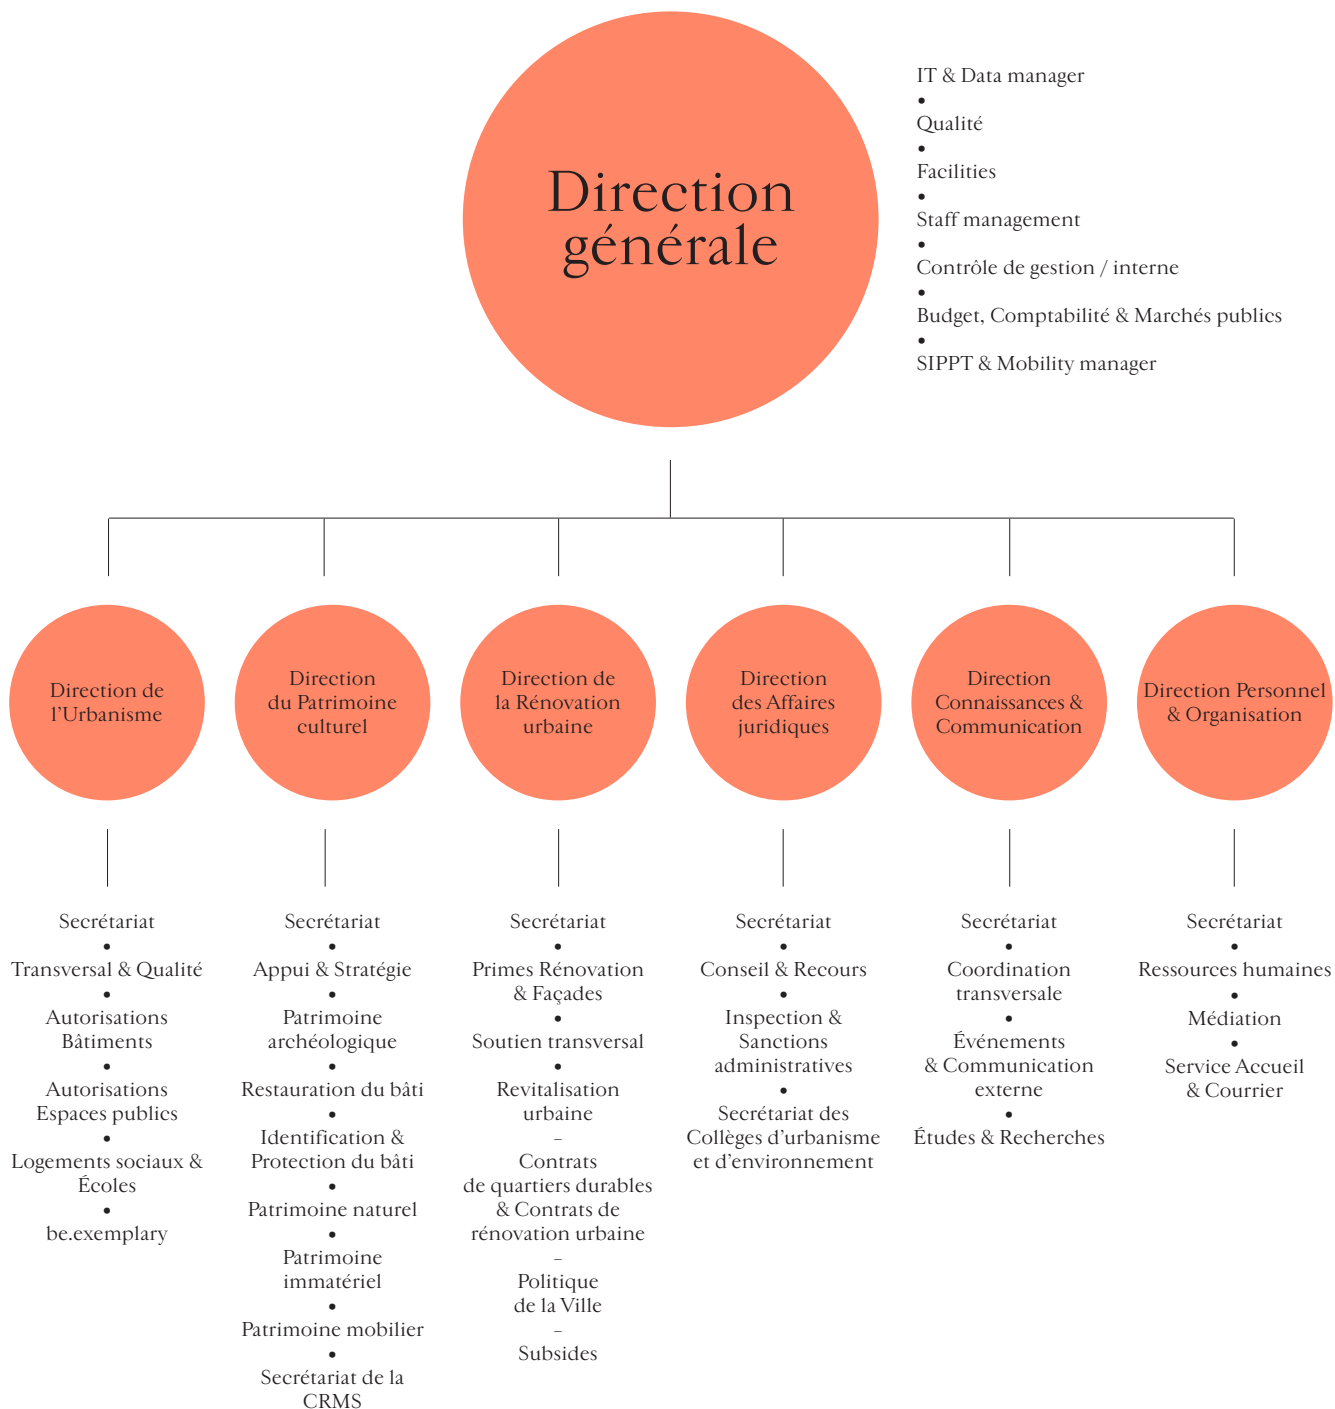 Direction
générale
IT & Data manager
•
Qualité
•
Facilities
•
Staff management
•
Contrôle de gestion / interne
•
Budget, Comptabilité & Marchés publics
•
SIPPT & Mobility manager
Direction de
l’Urbanisme
Direction
du Patrimoine
culturel
Direction de
la Rénovation
urbaine
Direction
des Affaires
juridiques
Direction
Connaissances &
Communication
Direction Personnel
& Organisation
Secrétariat
•
Transversal & Qualité
•
Autorisations
Bâtiments
•
Autorisations
Espaces publics
•
Logements sociaux &
Écoles
•
be.exemplary
Secrétariat
•
Appui & Stratégie
•
Patrimoine
archéologique
•
Restauration du bâti
•
Identification &
Protection du bâti
•
Patrimoine naturel
•
Patrimoine
immatériel
•
Patrimoine mobilier
•
Secrétariat de la
CRMS
Secrétariat
•
Primes Rénovation
& Façades
•
Soutien transversal
•
Revitalisation
urbaine
–
Contrats
de quartiers durables
& Contrats de
rénovation urbaine
–
Politique
de la Ville
–
Subsides
Secrétariat
•
Conseil & Recours
•
Inspection &
Sanctions
administratives
•
Secrétariat des
Collèges d’urbanisme
et d’environnement
Secrétariat
•
Coordination
transversale
•
Événements
& Communication
externe
•
Études & Recherches
Secrétariat
•
Ressources humaines
•
Médiation
•
Service Accueil
& Courrier